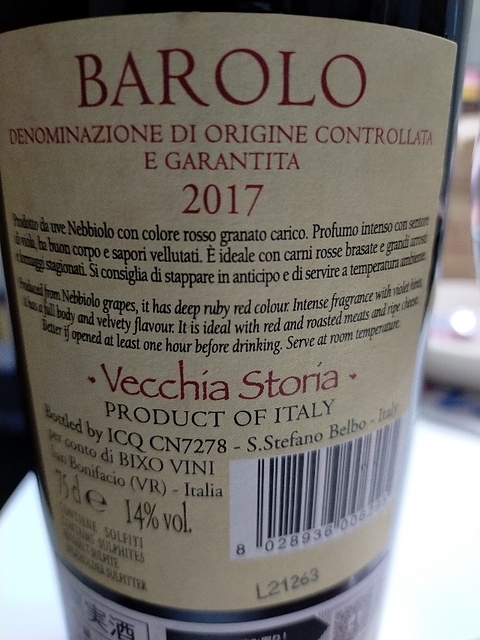 BAROLO
DENOMINAZIONE DI ORIGINE CONTROLLATA
E GARANTITA
2017
Prodotto da uve Nebbiolo con colore rosso granato carico. Profumo intenso con sentore
di viola, ha buon corpo e sapori vellutati. È ideale con carni rosse brasate e grandi arrosti
e formaggi stagionati. Si consiglia di stappare in anticipo e di servire a temperatura ambiente.
Produced from Nebbiolo grapes, it has deep ruby red colour. Intense fragrance with violet hints,
it has a full body and velvety flavour. It is ideal with red and roasted meats and ripe cheese.
Better if opened at least one hour before drinking. Serve at room temperature.
• Vecchia Storia •
PRODUCT OF ITALY
Bottled by ICQ CN7278 - S.Stefano Belbo - Italy
per conto di BIXO VINI
San Bonifacio (VR) - Italia
75 cl e 14% vol.
CONTIENE SOLFITI
CONTAINS SULPHITES
8 028936 006
L21263
実酒